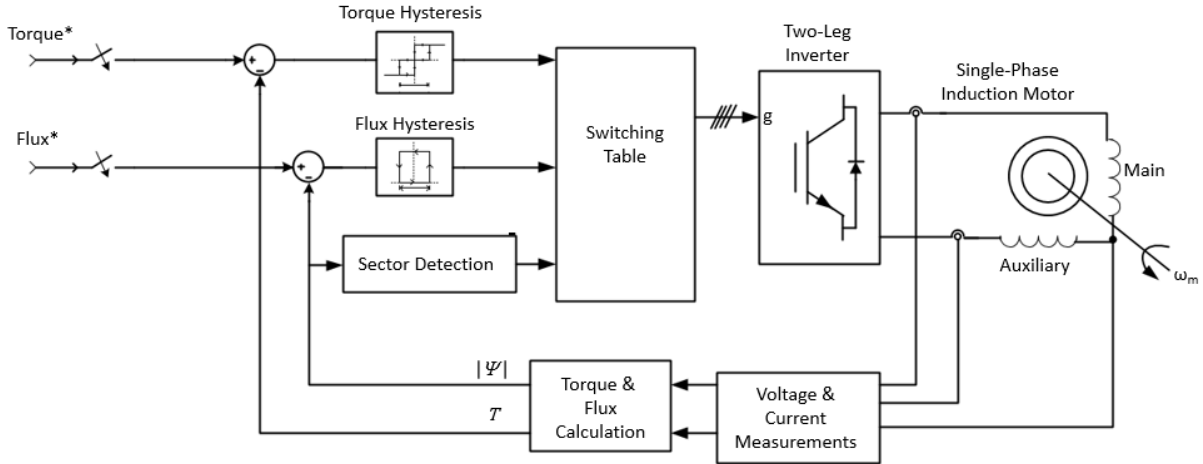 Torque*
Torque Hysteresis
+
−
Flux*
Flux Hysteresis
+
−
Sector Detection
Switching
Table
Two-Leg
Inverter
g
Single-Phase
Induction Motor
Main
Auxiliary
ωm
|Ψ|
T
Torque &
Flux
Calculation
Voltage &
Current
Measurements